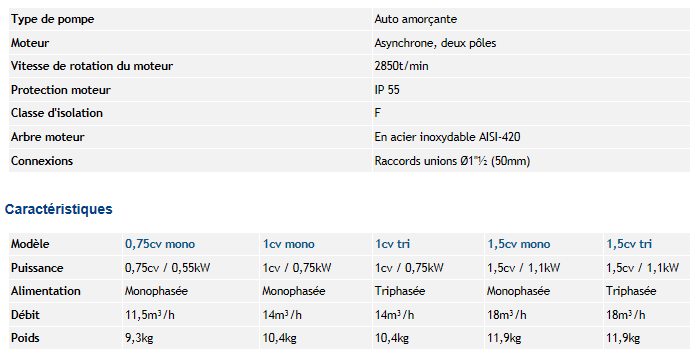 Type de pompe Auto amorçante
Moteur Asynchrone, deux pôles
Vitesse de rotation du moteur 2850t/min
Protection moteur IP 55
Classe d'isolation F
Arbre moteur En acier inoxydable AISI-420
Connexions Raccords unions Ø1"½ (50mm)
Caractéristiques
Modèle 0,75cv mono 1cv mono 1cv tri 1,5cv mono 1,5cv tri
Puissance 0,75cv / 0,55kW 1cv / 0,75kW 1cv / 0,75kW 1,5cv / 1,1kW 1,5cv / 1,1kW
Alimentation Monophasée Monophasée Triphasée Monophasée Triphasée
Débit 11,5m³/h 14m³/h 14m³/h 18m³/h 18m³/h
Poids 9,3kg 10,4kg 10,4kg 11,9kg 11,9kg